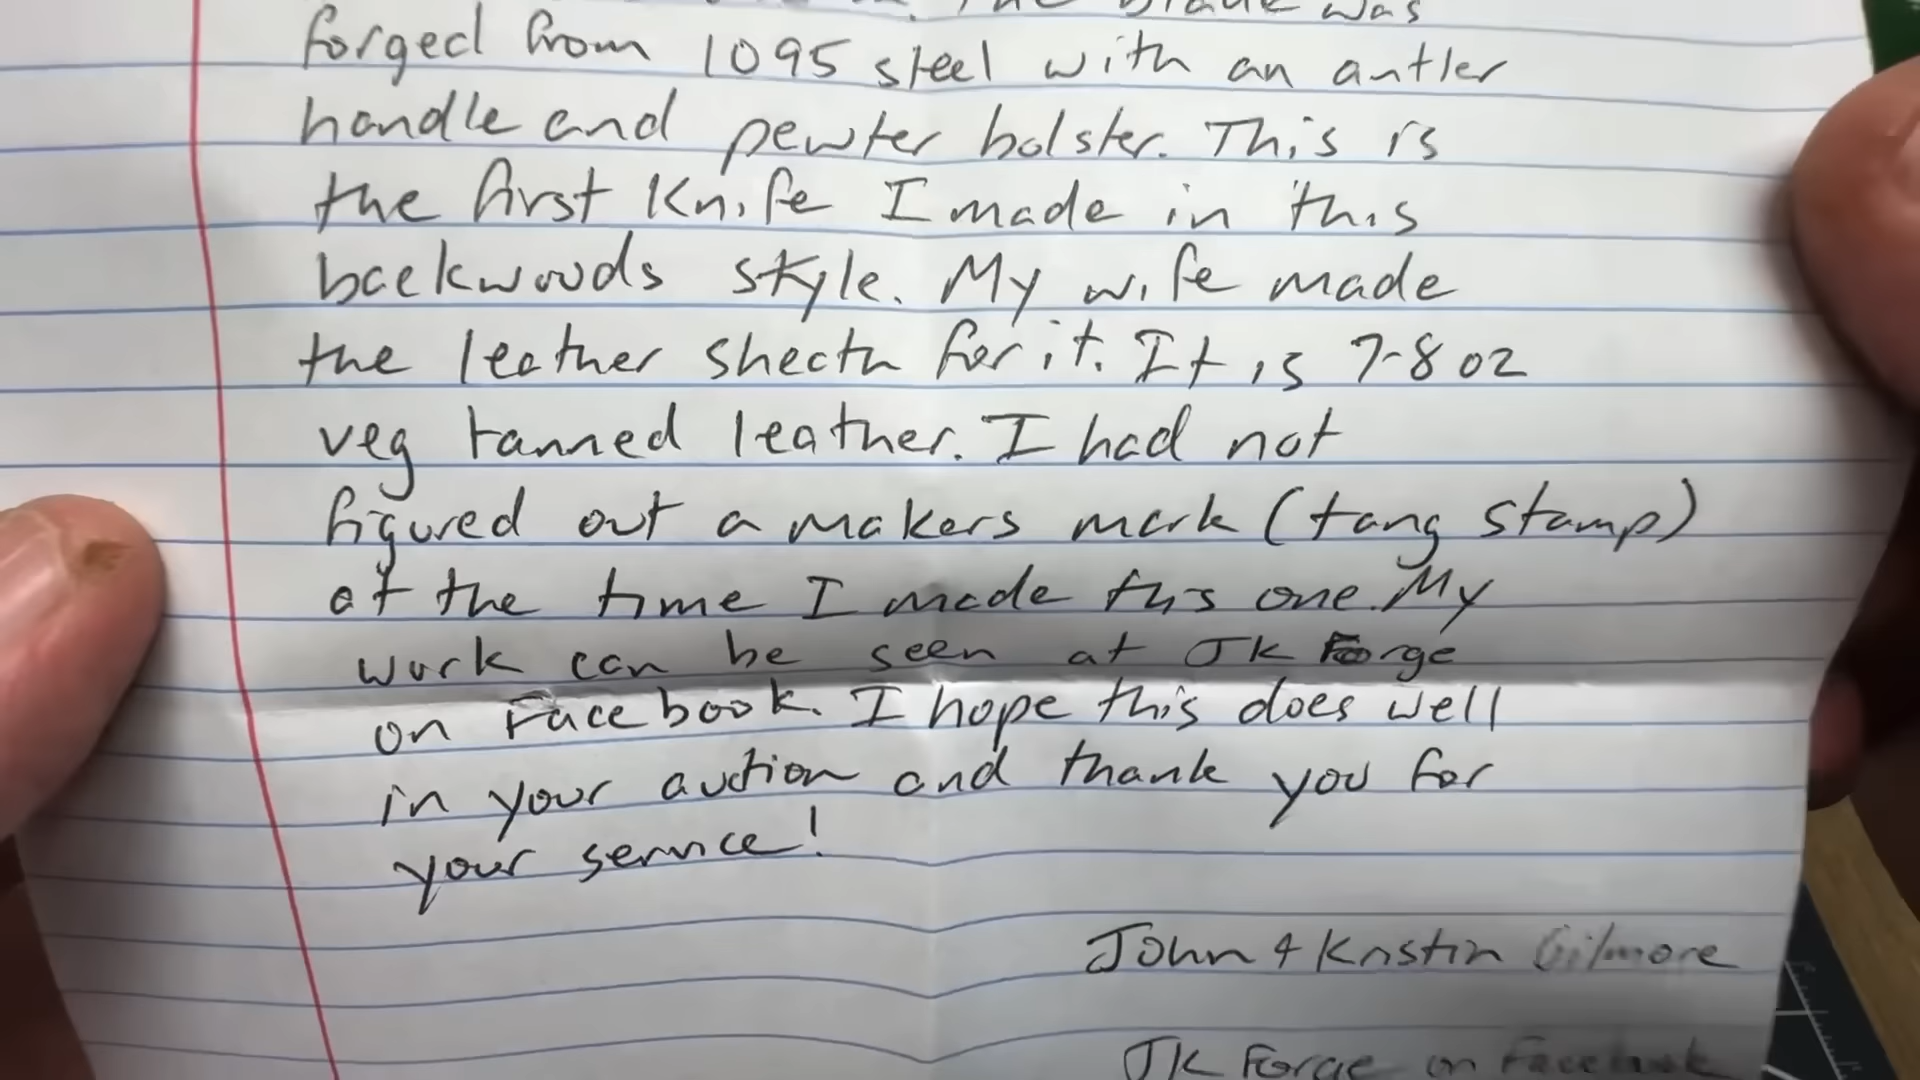 The blade was
forged from 1095 steel with an antler
handle and pewter bolster. This is
the first knife I made in this
backwoods style. My wife made
the leather sheath for it. It is 7-8 oz
veg tanned leather. I had not
figured out a makers mark (tang stamp)
at the time I made this one. My
work can be seen at JK Forge
on Facebook. I hope this does well
in your auction and thank you for
your service!
John & Kristin Gilmore
JK Forge on Facebook